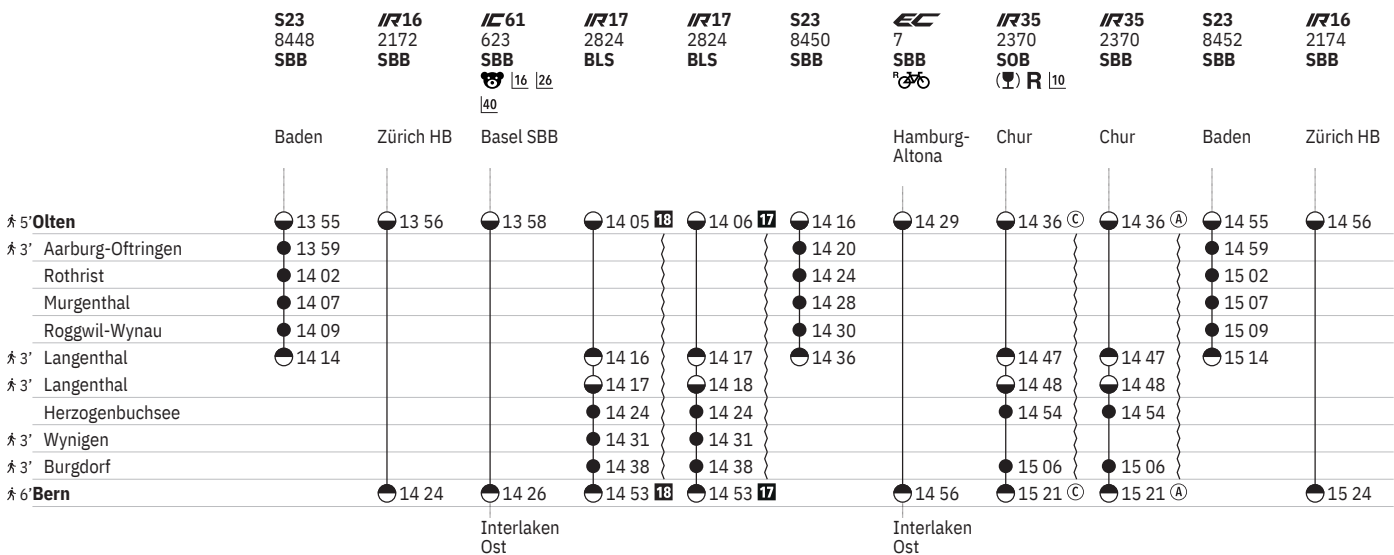 S23 IR16 IC61 IR17 IR17 S23 EC IR35 IR35 S23 IR16
8448 2172 623 2824 2824 8450 7 2370 2370 8452 2174
SBB SBB SBB BLS BLS SBB SBB SOB SBB SBB SBB
16 26 R R 10
40
Baden Zürich HB Basel SBB Hamburg- Chur Chur Baden Zürich HB
Altona
5’ Olten 13 55 13 56 13 58 14 05 18 14 06 17 14 16 14 29 14 36 C 14 36 A 14 55 14 56
3’ Aarburg-Oftringen 13 59 14 20 14 59
Rothrist 14 02 14 24 15 02
Murgenthal 14 07 14 28 15 07
Roggwil-Wynau 14 09 14 30 15 09
3’ Langenthal 14 14 14 16 14 17 14 36 14 47 14 47 15 14
3’ Langenthal 14 17 14 18 14 48 14 48
Herzogenbuchsee 14 24 14 24 14 54 14 54
3’ Wynigen 14 31 14 31
3’ Burgdorf 14 38 14 38 15 06 15 06
6’ Bern 14 24 14 26 14 53 18 14 53 17 14 56 15 21 C 15 21 A 15 24
Interlaken Interlaken
Ost Ost